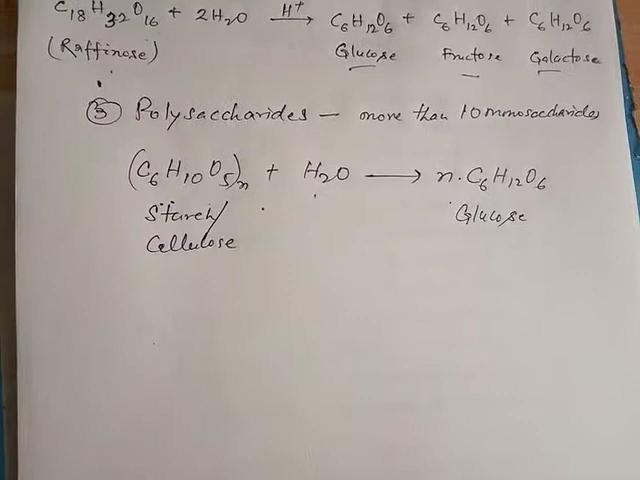 C18H32O16 + 2H2O —H+→ C6H12O6 + C6H12O6 + C6H12O6
(Raffinose) Glucose Fructose Galactose
③ Polysaccharides — more than 10 monosaccharides
(C6H10O5)n + H2O ⟶ n.C6H12O6
Starch/ Glucose
Cellulose